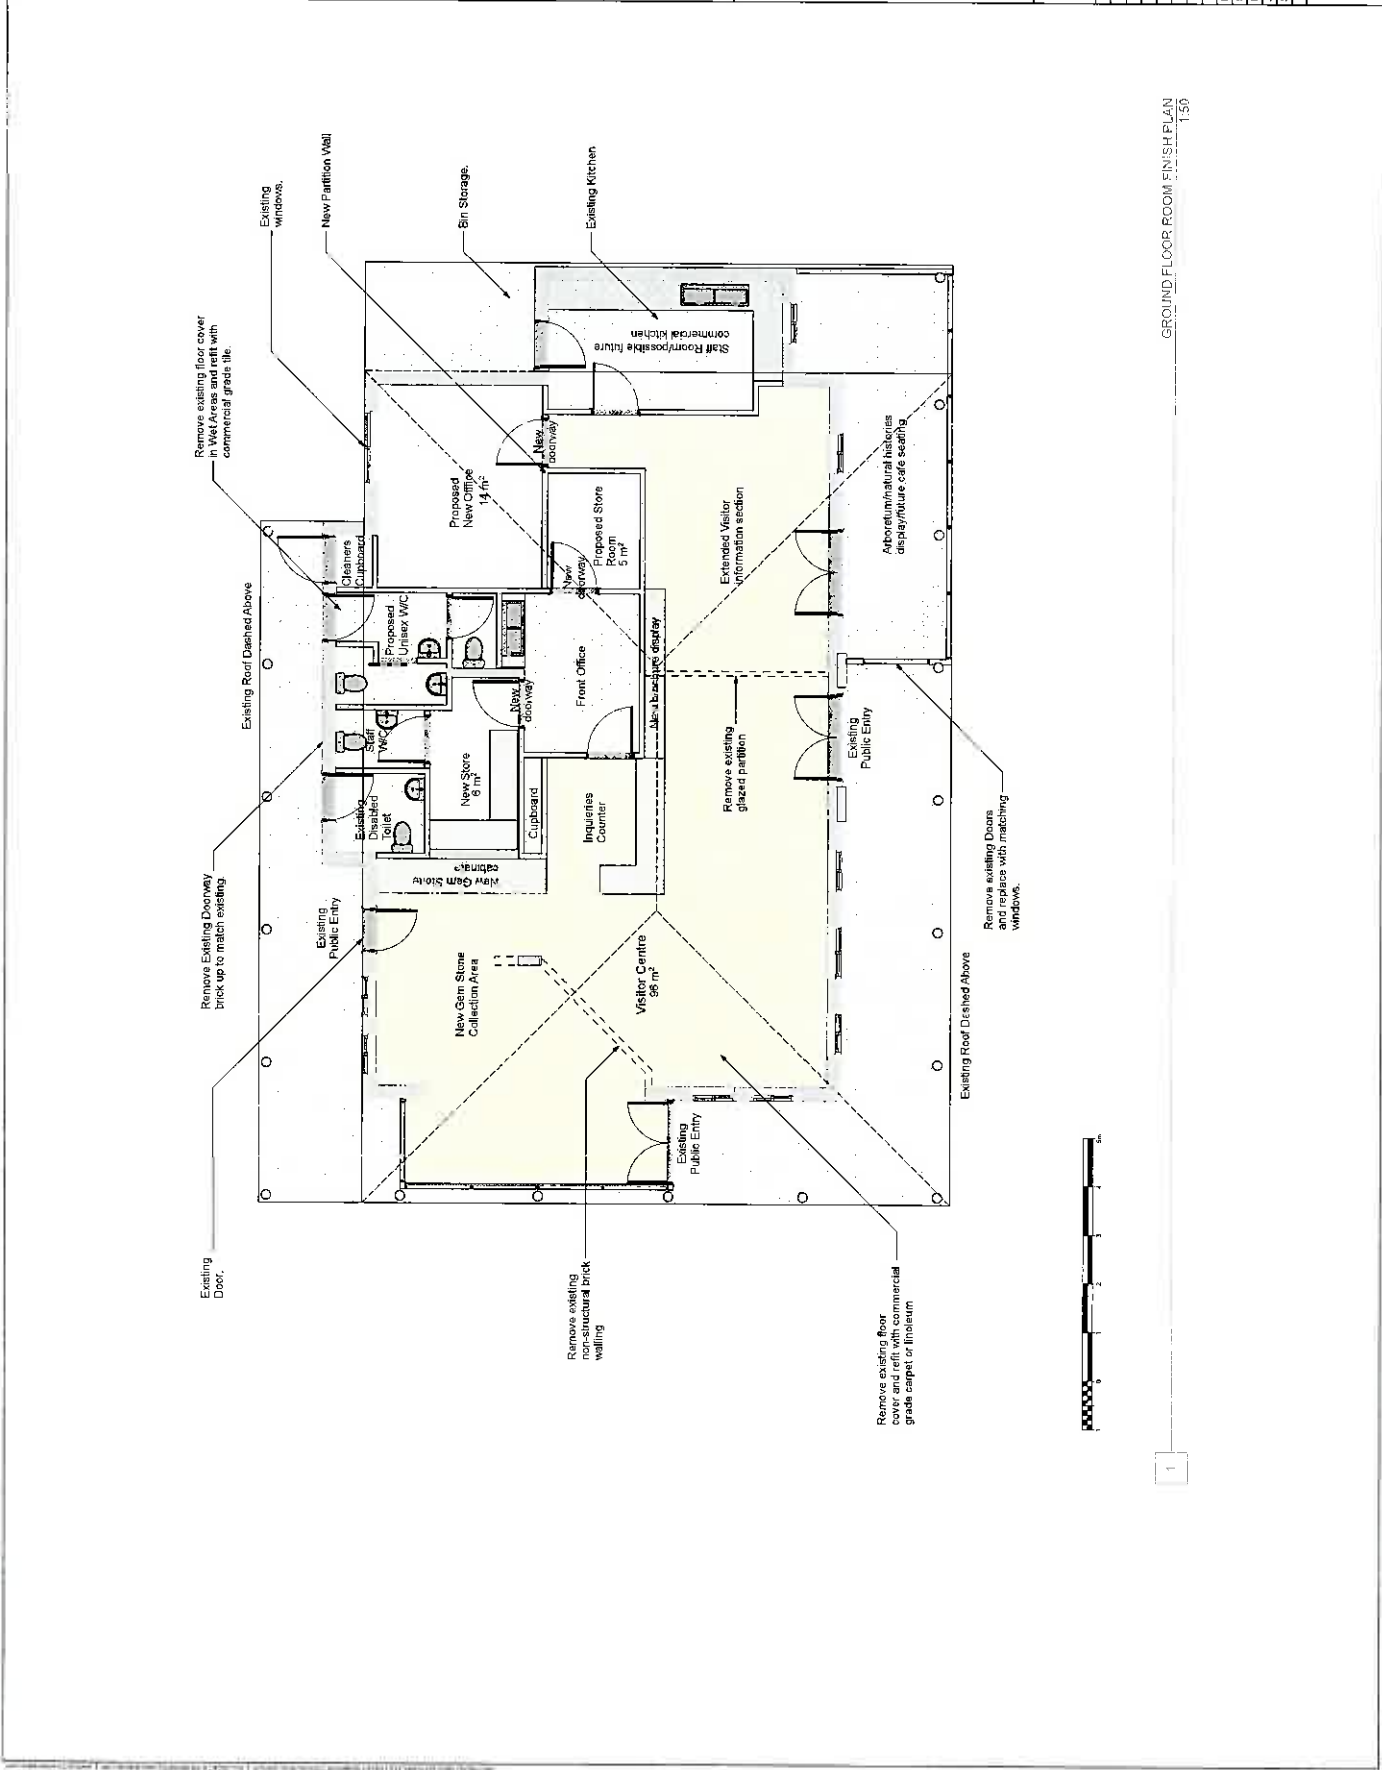 Existing
windows.
New Partition Wall
Bin Storage.
Existing Kitchen
Remove existing floor cover
in Wet Areas and refit with
commercial grade tile.
Existing Roof Dashed Above
Remove Existing Doorway
brick up to match existing.
Existing
Public Entry
Existing
Door.
Cleaners
Cupboard
Proposed
Unisex W/C
Staff
W/C
Existing
Disabled
Toilet
Proposed
New Office
14 m²
New
doorway
Staff Room/possible future
commercial kitchen
Proposed Store
Room
5 m²
New
doorway
Front Office
New
doorway
New Store
6 m²
Cupboard
Inquieries
Counter
New Gem Stone
cabinets
New brochure display
Extended Visitor
information section
Arboretum/natural histories
display/future cafe seating
Remove existing
glazed partition
Existing
Public Entry
New Gem Stone
Collection Area
Visitor Centre
96 m²
Existing
Public Entry
Remove existing Doors
and replace with matching
windows.
Existing Roof Dashed Above
Remove existing
non-structural brick
walling
Remove existing floor
cover and refit with commercial
grade carpet or linoleum
1 0 1 2 3 4 5m
1
GROUND FLOOR ROOM FINISH PLAN
1:50